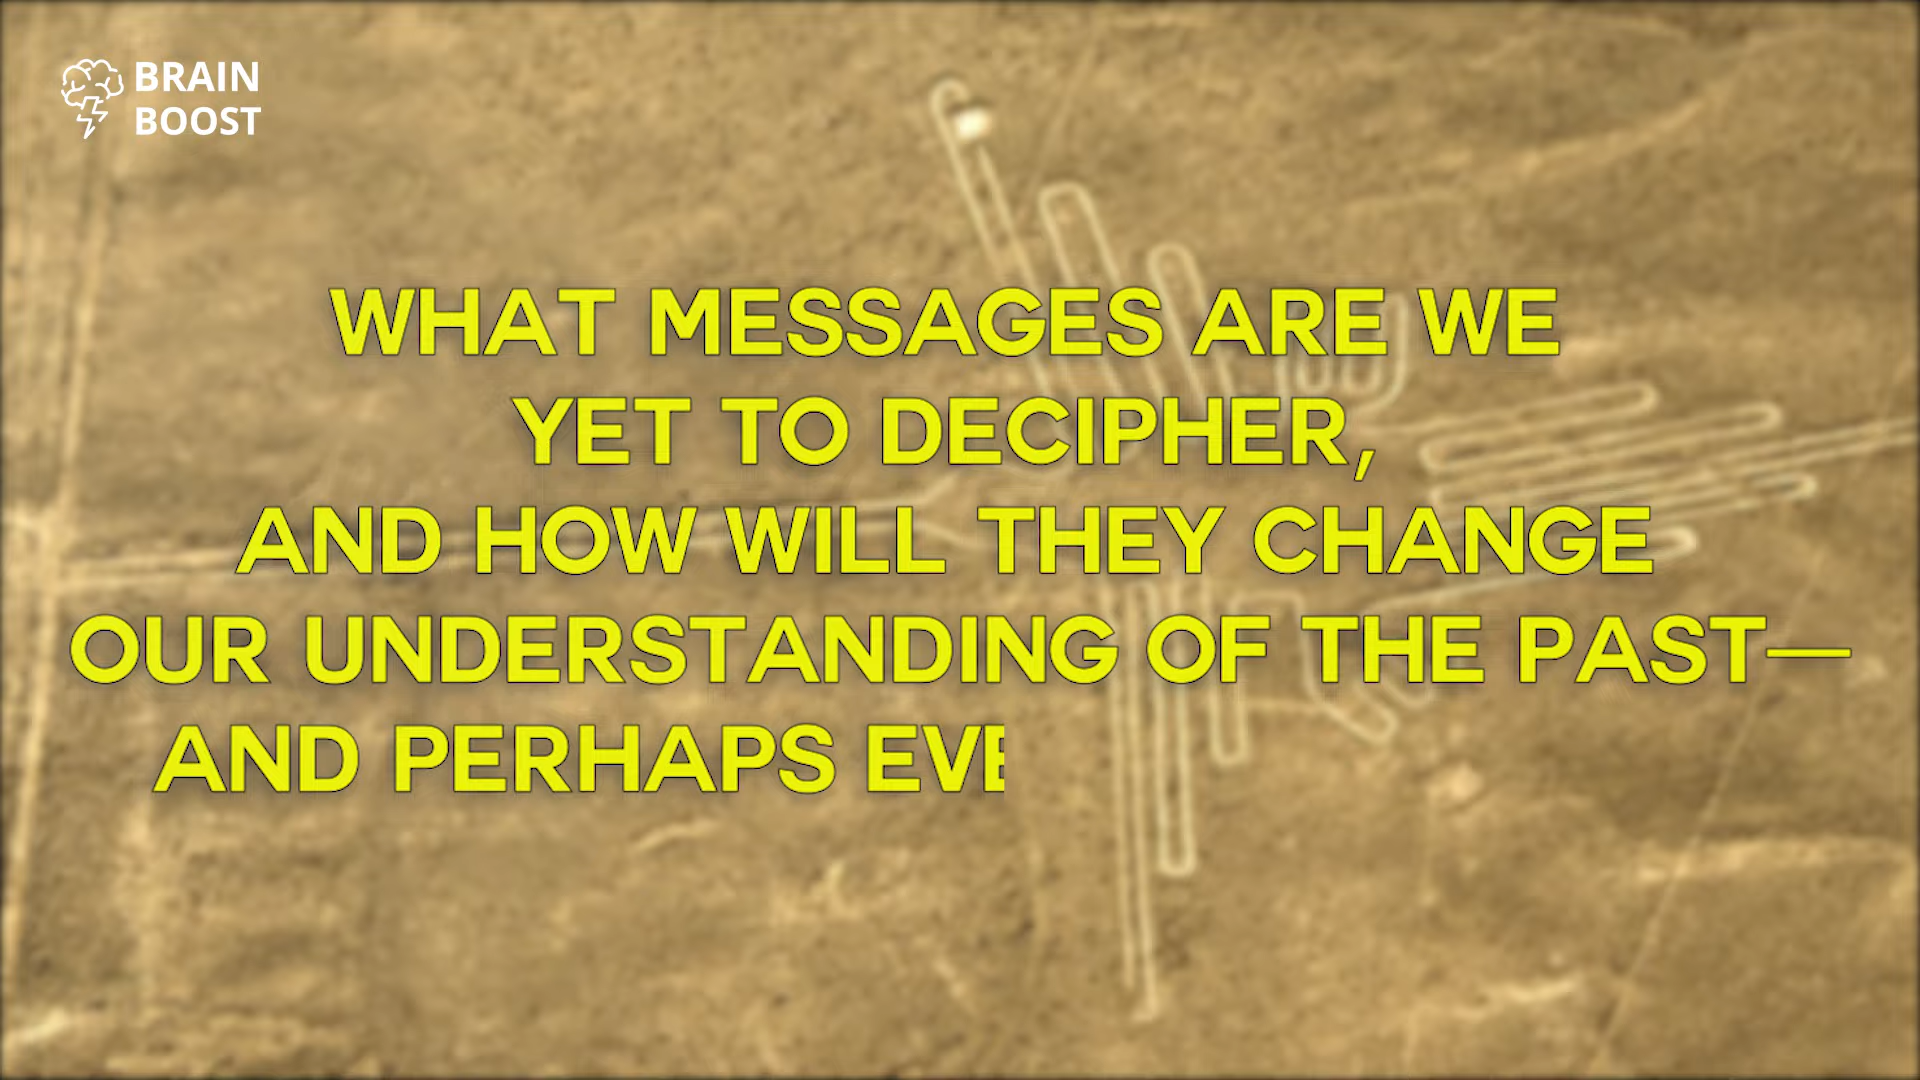 BRAIN
BOOST
WHAT MESSAGES ARE WE
YET TO DECIPHER,
AND HOW WILL THEY CHANGE
OUR UNDERSTANDING OF THE PAST—
AND PERHAPS EVE